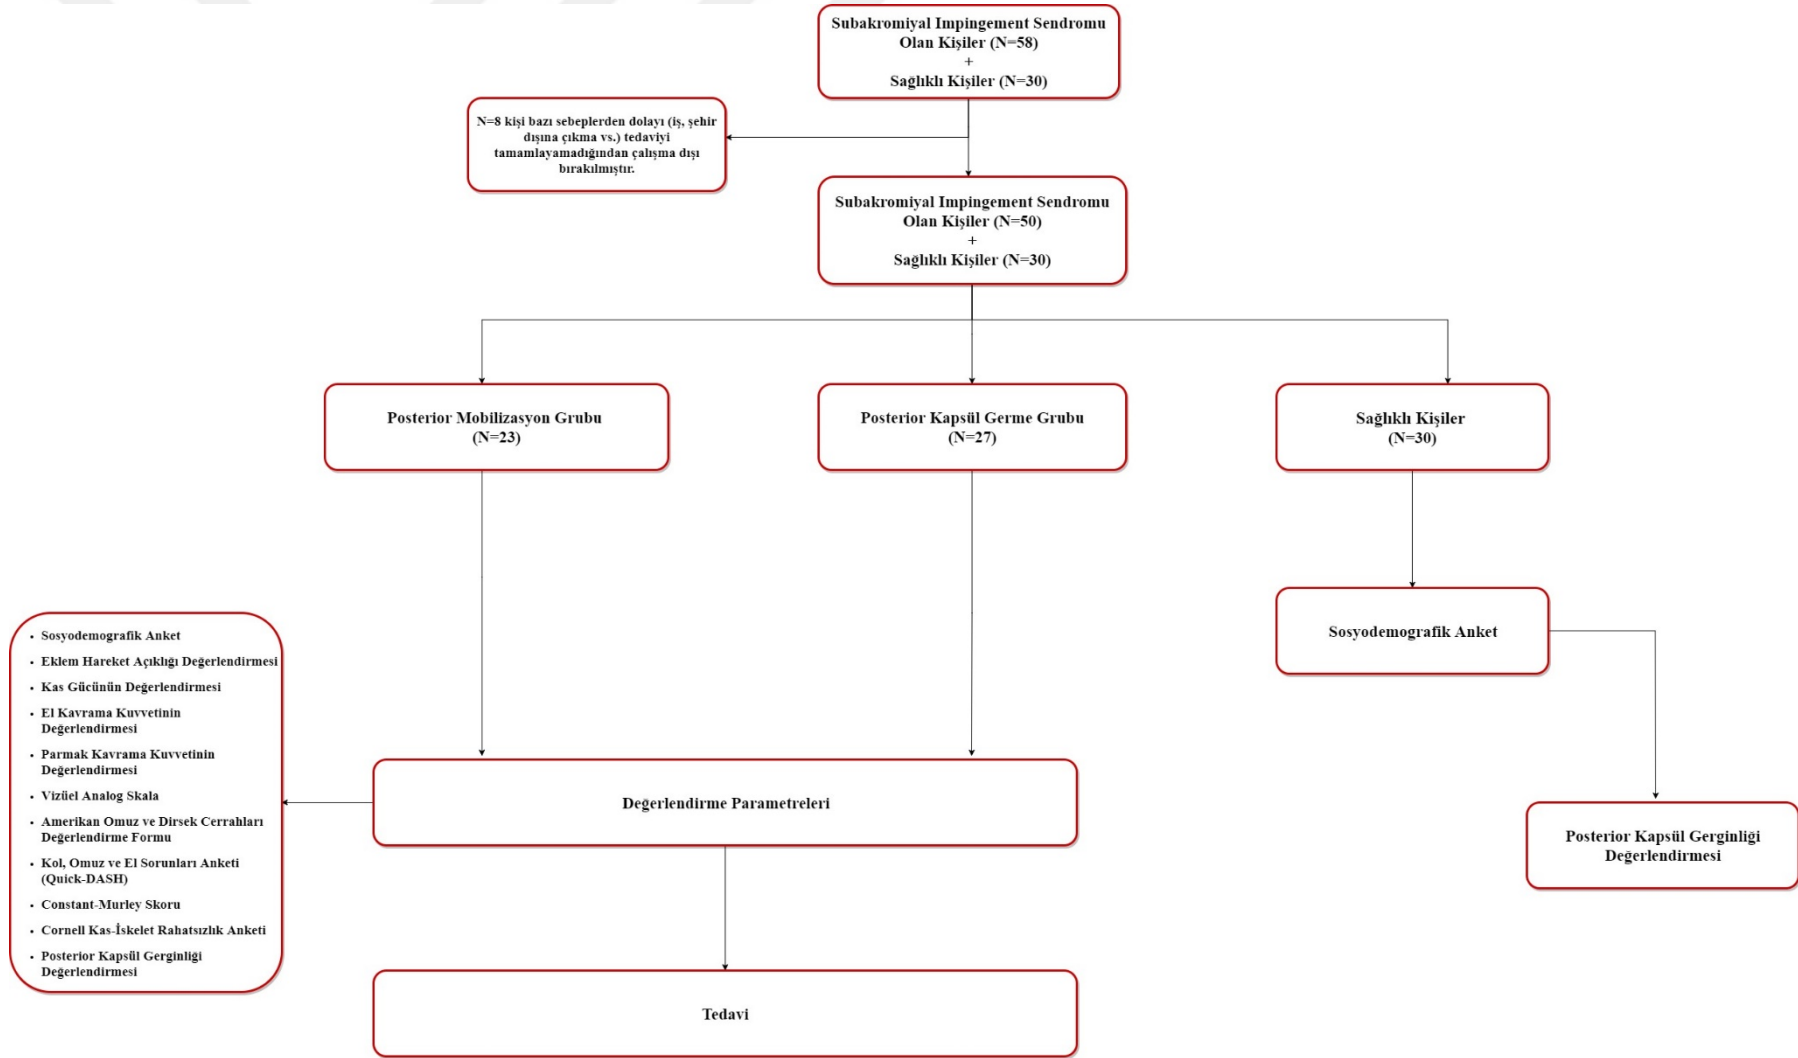 Subakromiyal Impingement Sendromu
Olan Kişiler (N=58)
+
Sağlıklı Kişiler (N=30)
N=8 kişi bazı sebeplerden dolayı (iş, şehir
dışına çıkma vs.) tedaviyi
tamamlayamadığından çalışma dışı
bırakılmıştır.
Subakromiyal Impingement Sendromu
Olan Kişiler (N=50)
+
Sağlıklı Kişiler (N=30)
Posterior Mobilizasyon Grubu
(N=23)
Posterior Kapsül Germe Grubu
(N=27)
Sağlıklı Kişiler
(N=30)
Sosyodemografik Anket
Posterior Kapsül Gerginliği
Değerlendirmesi
Değerlendirme Parametreleri
• Sosyodemografik Anket
• Eklem Hareket Açıklığı Değerlendirmesi
• Kas Gücünün Değerlendirmesi
• El Kavrama Kuvvetinin
Değerlendirmesi
• Parmak Kavrama Kuvvetinin
Değerlendirmesi
• Vizüel Analog Skala
• Amerikan Omuz ve Dirsek Cerrahları
Değerlendirme Formu
• Kol, Omuz ve El Sorunları Anketi
(Quick-DASH)
• Constant-Murley Skoru
• Cornell Kas-İskelet Rahatsızlık Anketi
• Posterior Kapsül Gerginliği
Değerlendirmesi
Tedavi